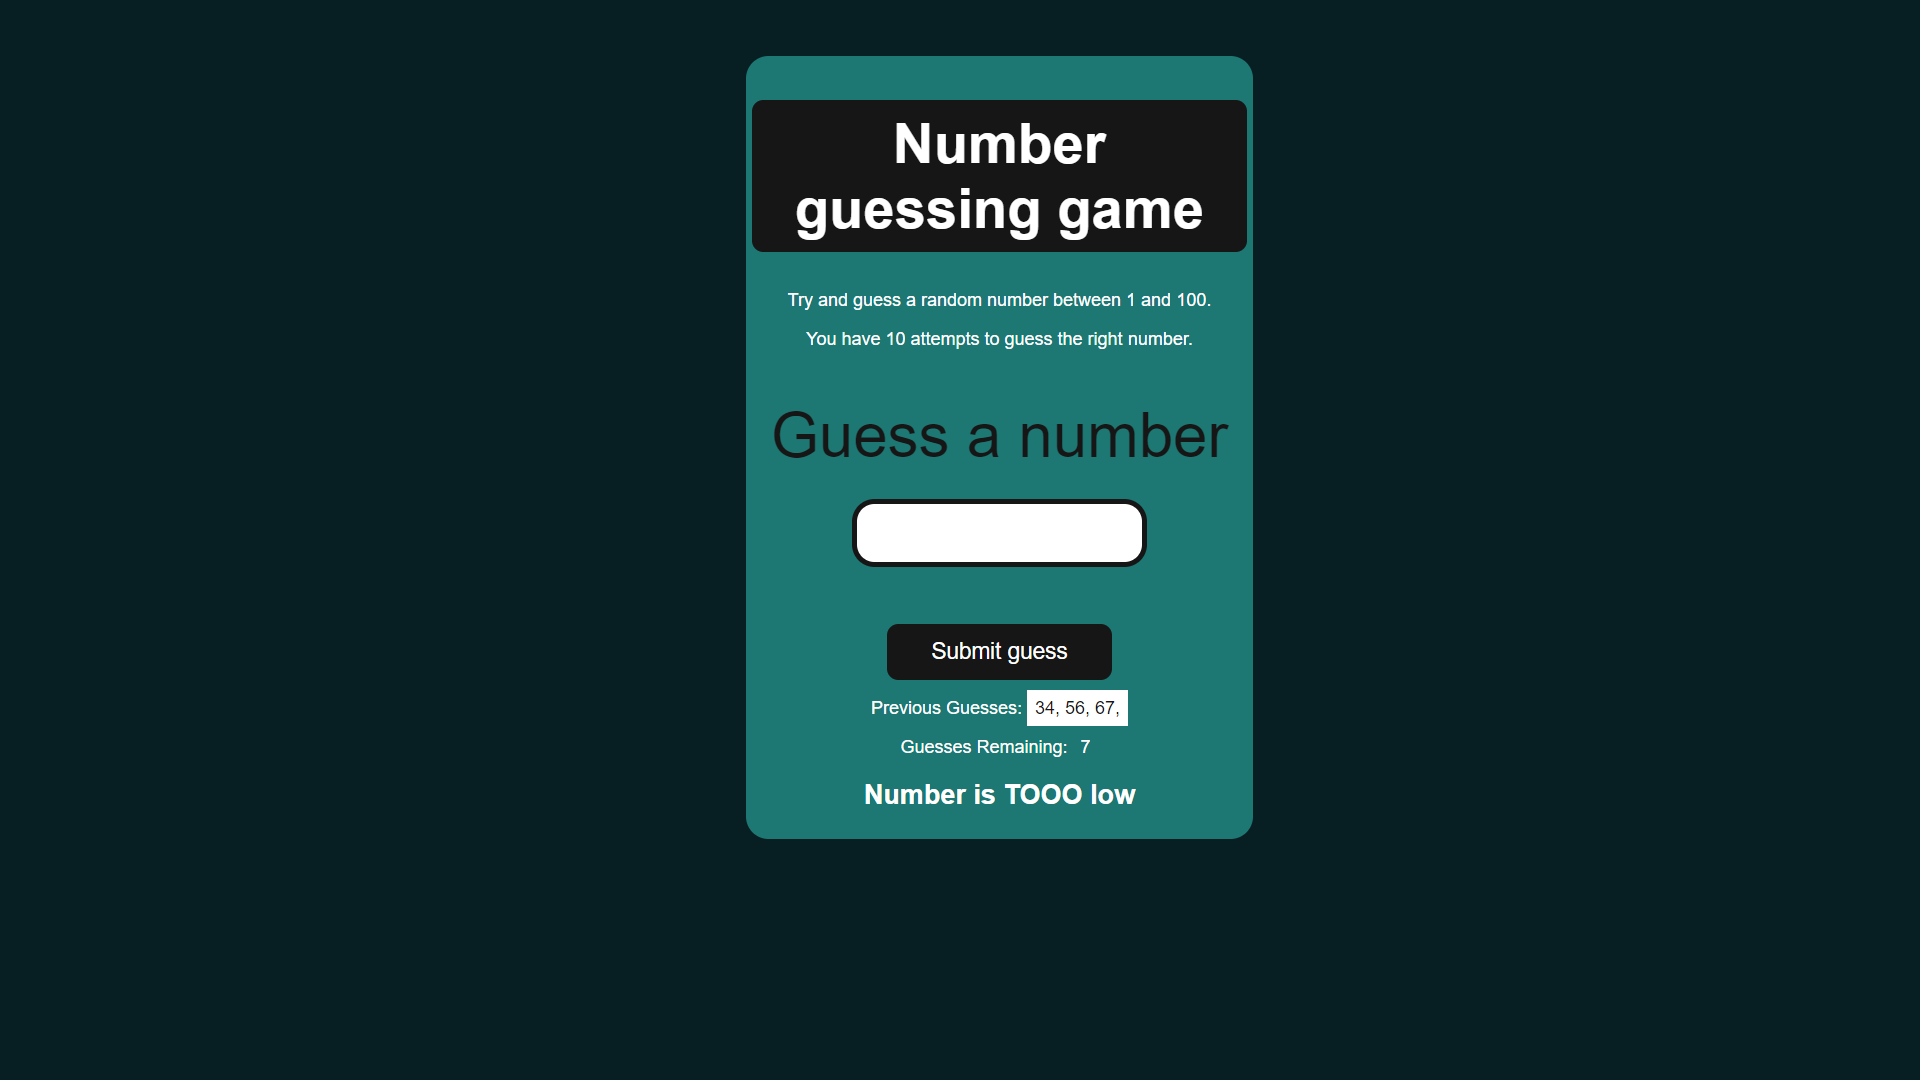 Number
guessing game
Try and guess a random number between 1 and 100.
You have 10 attempts to guess the right number.
Guess a number
Submit guess
Previous Guesses: 34, 56, 67,
Guesses Remaining: 7
Number is TOOO low